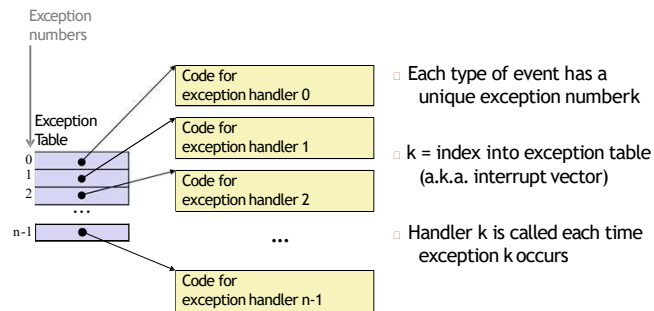 Exception
numbers
Exception
Table
0
1
2
...
n-1
Code for
exception handler 0
Code for
exception handler 1
Code for
exception handler 2
...
Code for
exception handler n-1
Each type of event has a
unique exception numberk
k = index into exception table
(a.k.a. interrupt vector)
Handler k is called each time
exception k occurs